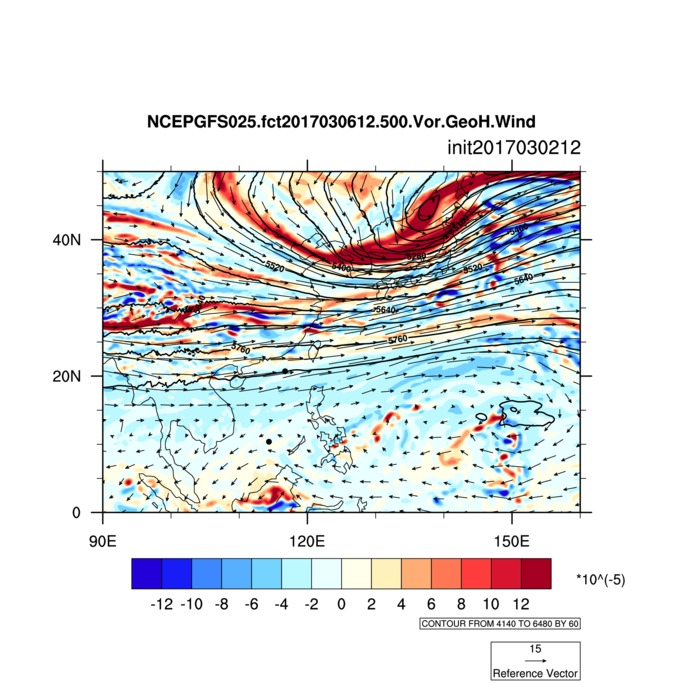 NCEPGFS025.fct2017030612.500.Vor.GeoH.Wind
init2017030212
40N
20N
0
5520
5400
5280
5520
5400
5640
5640
5760
5760
90E
120E
150E
-12 -10 -8 -6 -4 -2 0 2 4 6 8 10 12
*10^(-5)
CONTOUR FROM 4140 TO 6480 BY 60
15
Reference Vector